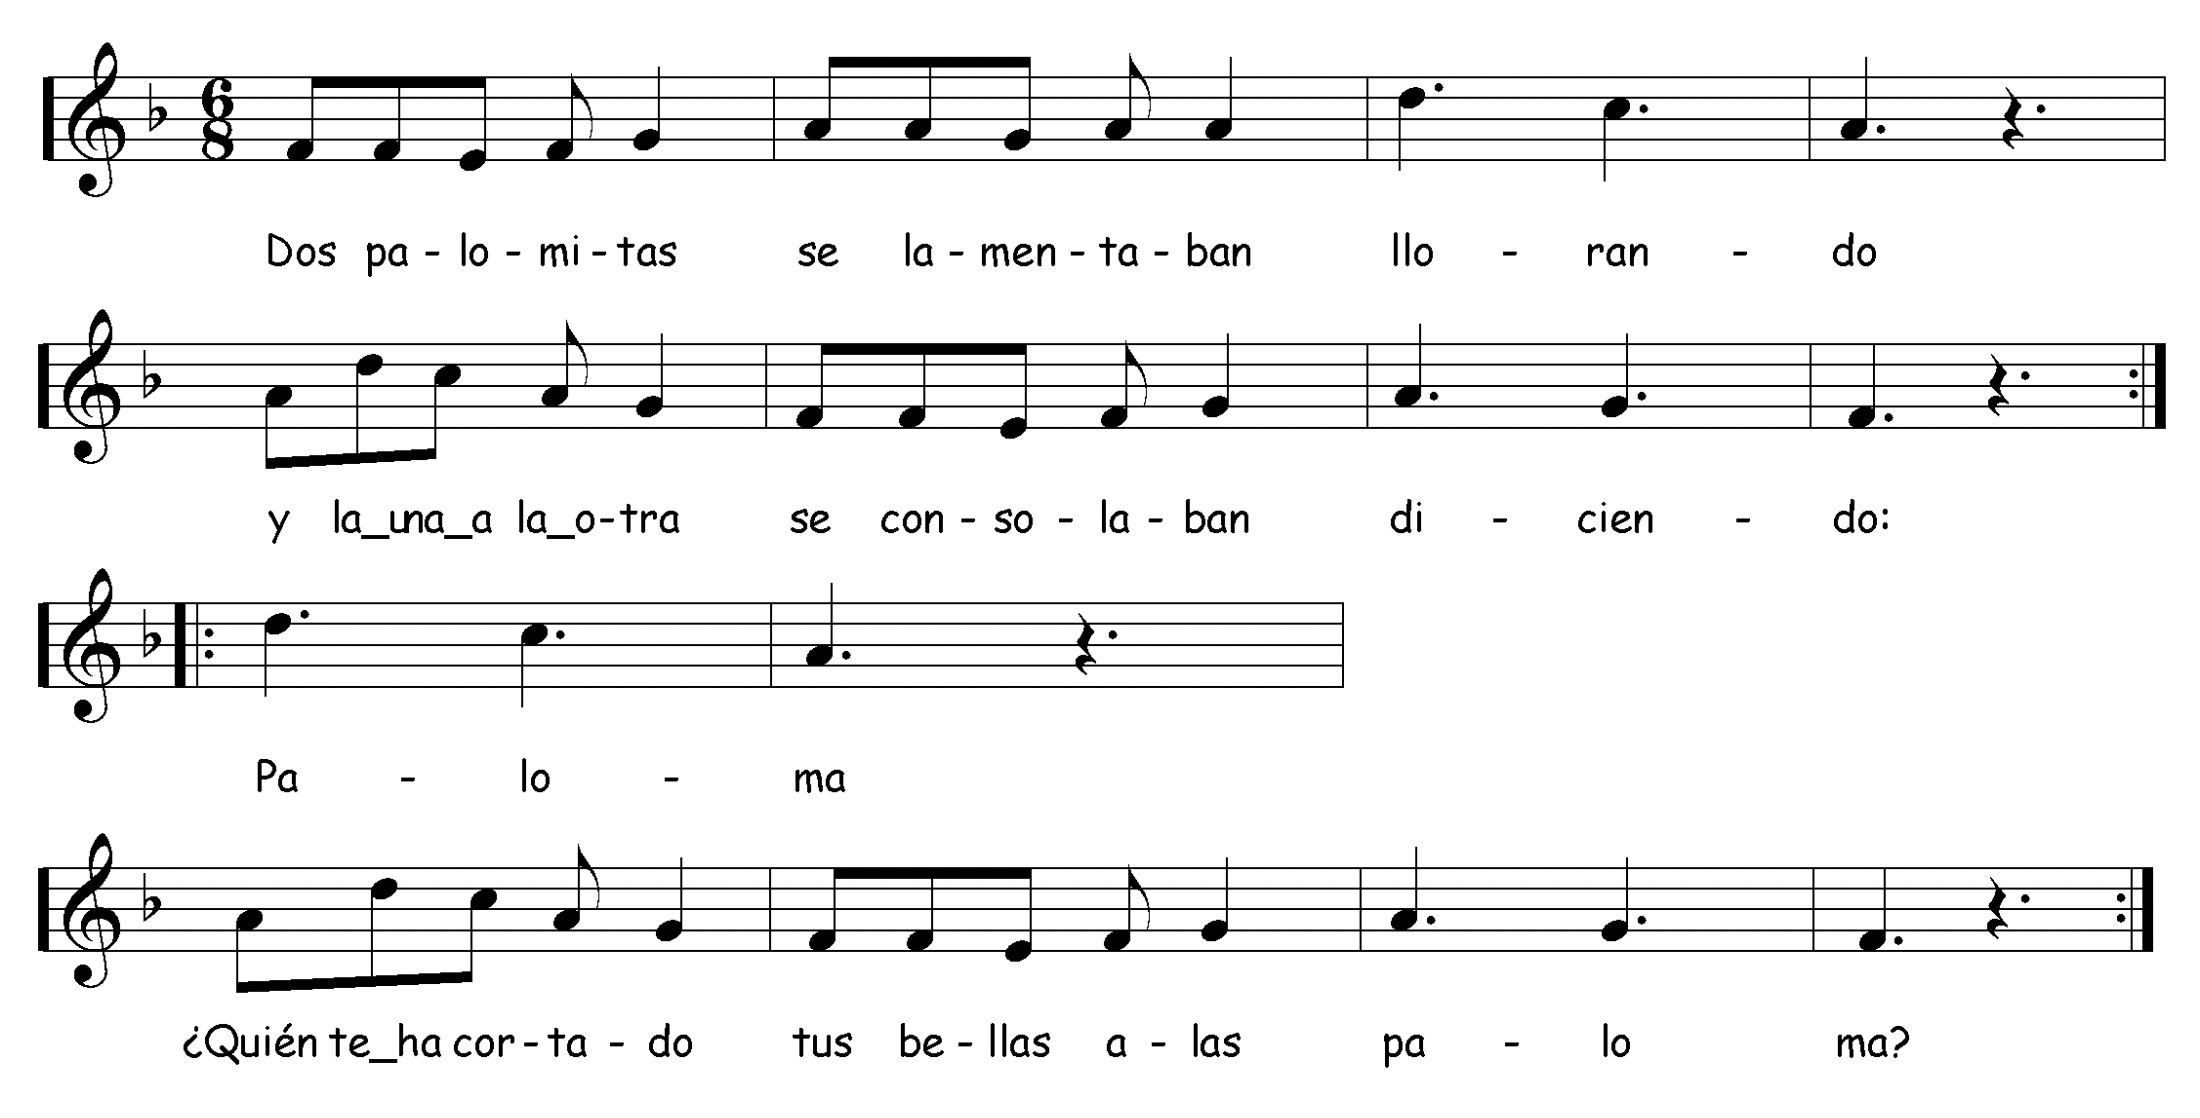 6
8
Dos pa - lo - mi - tas se la - men - ta - ban llo - ran - do
y la_una_a la_o-tra se con - so - la - ban di - cien - do:
Pa - lo - ma
¿Quién te_ha cor - ta - do tus be - llas a - las pa - lo ma?